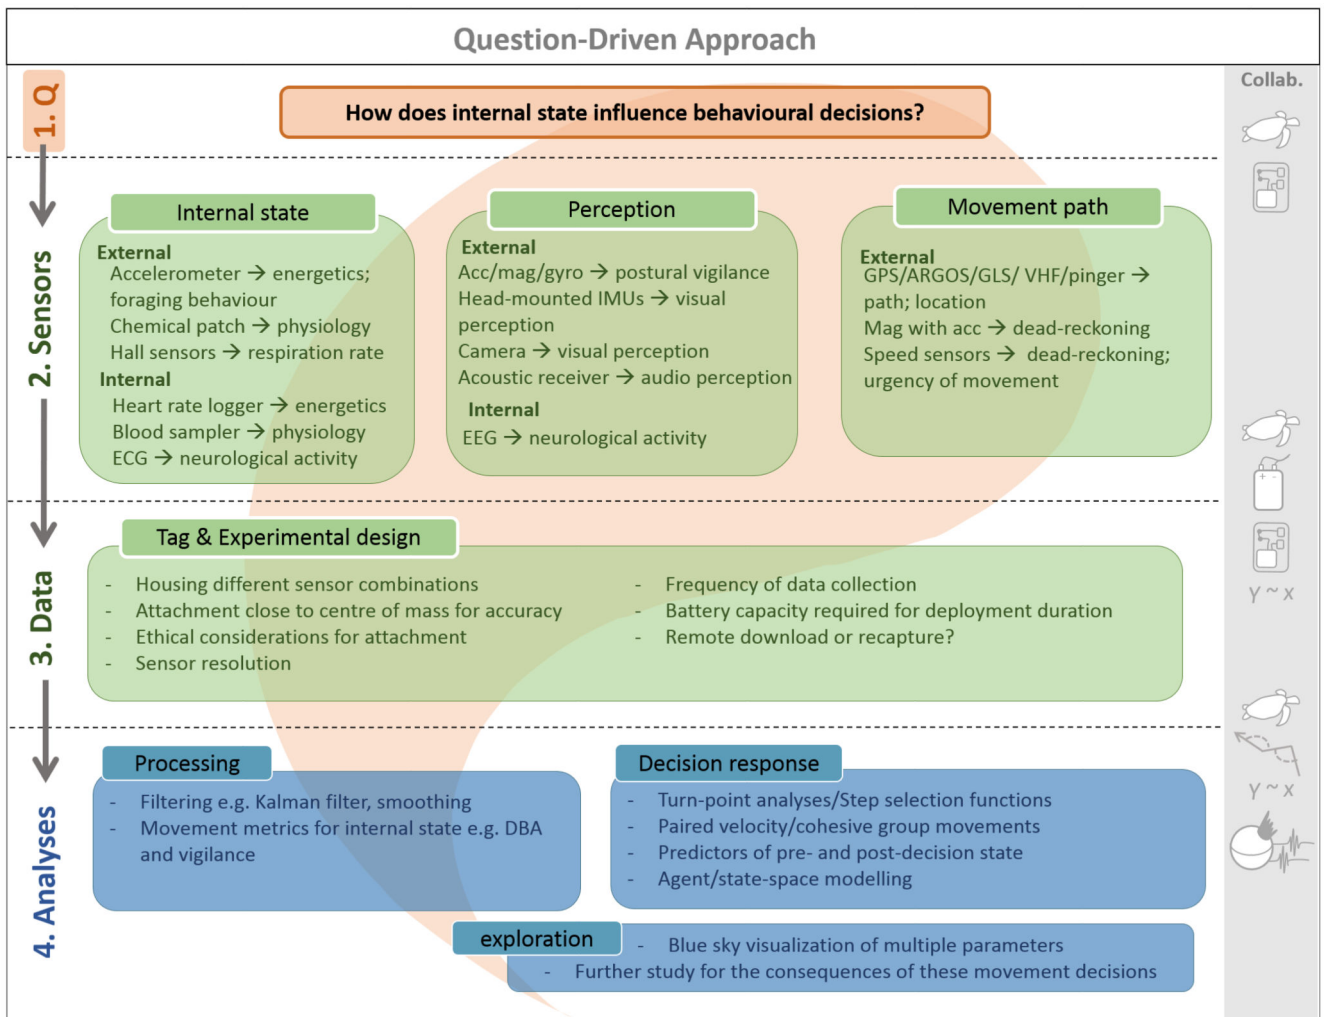 Question-Driven Approach
Collab.
1. Q
How does internal state influence behavioural decisions?
2. Sensors
Internal state
External
Accelerometer → energetics;
foraging behaviour
Chemical patch → physiology
Hall sensors → respiration rate
Internal
Heart rate logger → energetics
Blood sampler → physiology
ECG → neurological activity
Perception
External
Acc/mag/gyro → postural vigilance
Head-mounted IMUs → visual
perception
Camera → visual perception
Acoustic receiver → audio perception
Internal
EEG → neurological activity
Movement path
External
GPS/ARGOS/GLS/ VHF/pinger →
path; location
Mag with acc → dead-reckoning
Speed sensors → dead-reckoning;
urgency of movement
+ -
3. Data
Tag & Experimental design
- Housing different sensor combinations
- Attachment close to centre of mass for accuracy
- Ethical considerations for attachment
- Sensor resolution
- Frequency of data collection
- Battery capacity required for deployment duration
- Remote download or recapture?
Y ~ x
4. Analyses
Processing
- Filtering e.g. Kalman filter, smoothing
- Movement metrics for internal state e.g. DBA
and vigilance
Decision response
- Turn-point analyses/Step selection functions
- Paired velocity/cohesive group movements
- Predictors of pre- and post-decision state
- Agent/state-space modelling
Y ~ x
exploration
- Blue sky visualization of multiple parameters
- Further study for the consequences of these movement decisions